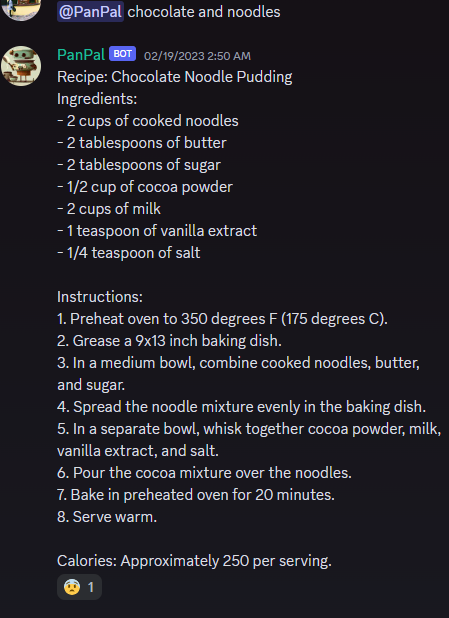 @PanPal chocolate and noodles
PanPal BOT 02/19/2023 2:50 AM
Recipe: Chocolate Noodle Pudding
Ingredients:
- 2 cups of cooked noodles
- 2 tablespoons of butter
- 2 tablespoons of sugar
- 1/2 cup of cocoa powder
- 2 cups of milk
- 1 teaspoon of vanilla extract
- 1/4 teaspoon of salt
Instructions:
1. Preheat oven to 350 degrees F (175 degrees C).
2. Grease a 9x13 inch baking dish.
3. In a medium bowl, combine cooked noodles, butter,
and sugar.
4. Spread the noodle mixture evenly in the baking dish.
5. In a separate bowl, whisk together cocoa powder, milk,
vanilla extract, and salt.
6. Pour the cocoa mixture over the noodles.
7. Bake in preheated oven for 20 minutes.
8. Serve warm.
Calories: Approximately 250 per serving.
😨 1